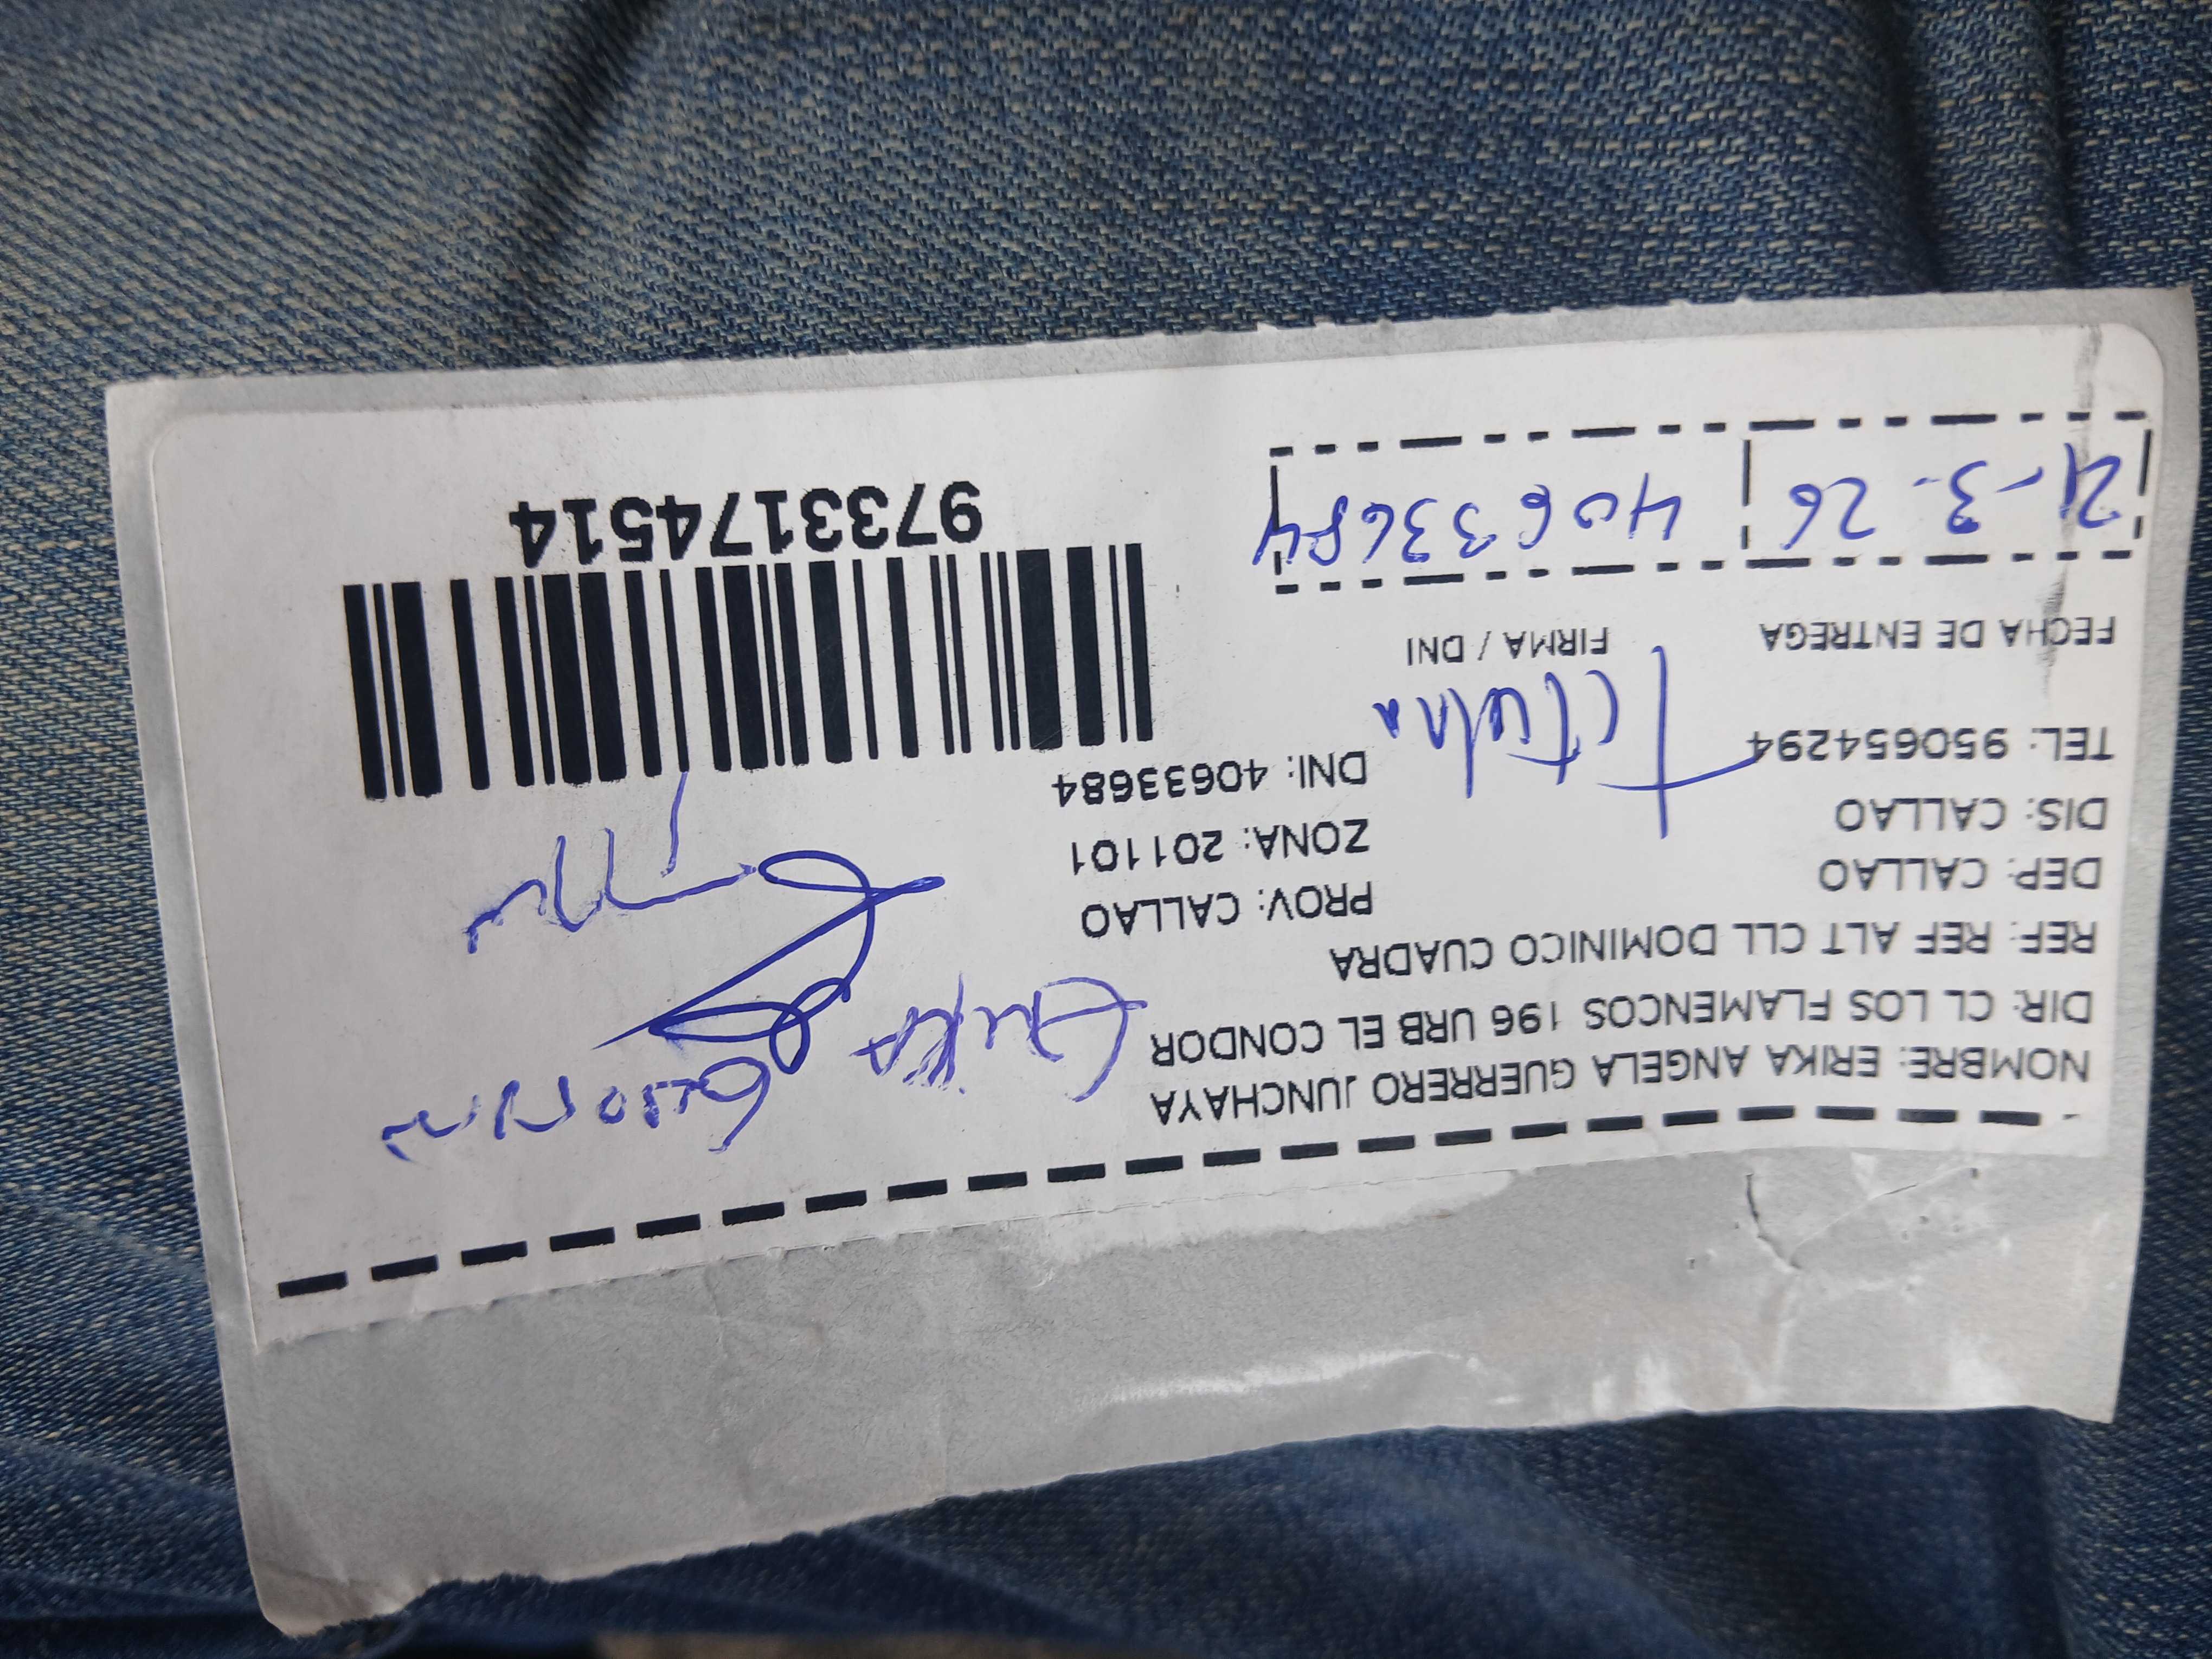 NOMBRE: ERIKA ANGELA GUERRERO JUNCHAYA
DIR: CL LOS FLAMENCOS 196 URB EL CONDOR
REF: REF ALT CLL DOMINICO CUADRA
DEP: CALLAO PROV: CALLAO
DIS: CALLAO ZONA: 201101
TEL: 950654294 DNI: 40633684
Erika
Titular
FECHA DE ENTREGA FIRMA / DNI
21-3-26 40633684
9733174514